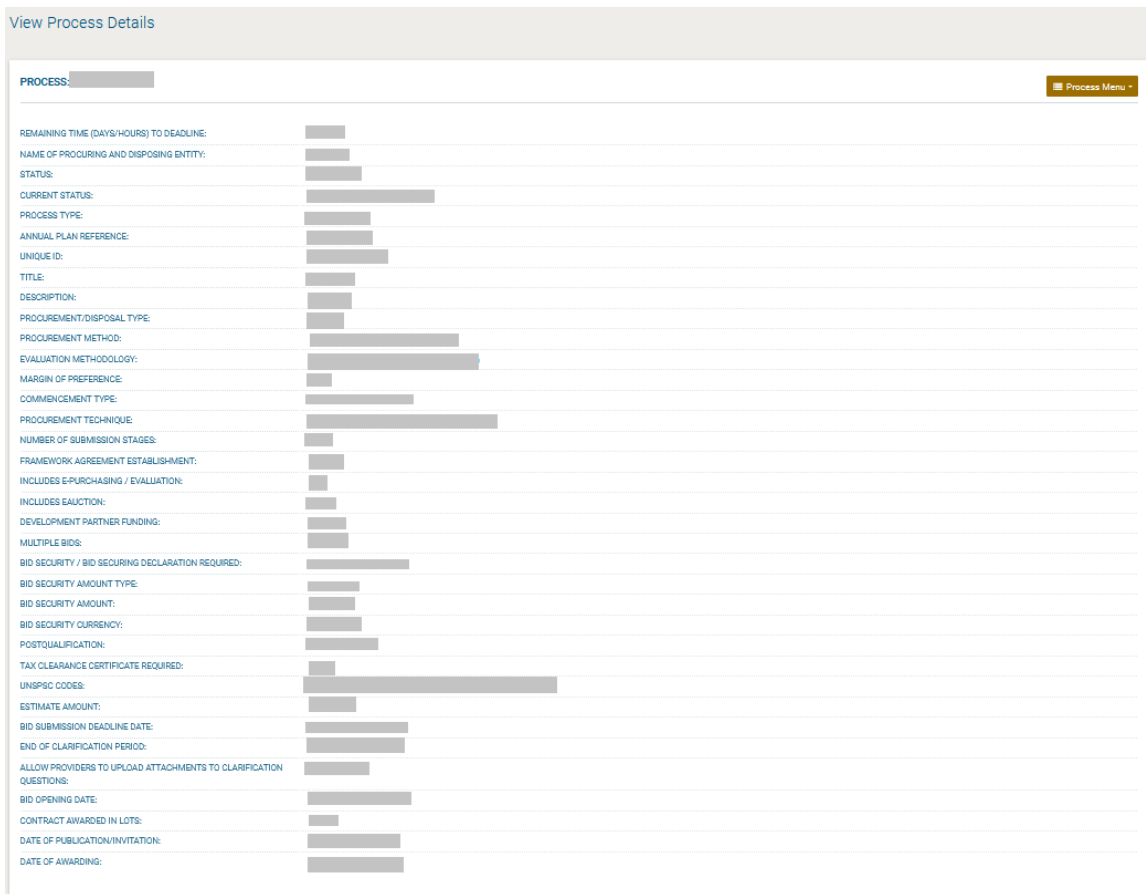 View Process Details
PROCESS:
Process Menu
REMAINING TIME (DAYS/HOURS) TO DEADLINE:
NAME OF PROCURING AND DISPOSING ENTITY:
STATUS:
CURRENT STATUS:
PROCESS TYPE:
ANNUAL PLAN REFERENCE:
UNIQUE ID:
TITLE:
DESCRIPTION:
PROCUREMENT/DISPOSAL TYPE:
PROCUREMENT METHOD:
EVALUATION METHODOLOGY:
MARGIN OF PREFERENCE:
COMMENCEMENT TYPE:
PROCUREMENT TECHNIQUE:
NUMBER OF SUBMISSION STAGES:
FRAMEWORK AGREEMENT ESTABLISHMENT:
INCLUDES E-PURCHASING / EVALUATION:
INCLUDES EAUCTION:
DEVELOPMENT PARTNER FUNDING:
MULTIPLE BIDS:
BID SECURITY / BID SECURING DECLARATION REQUIRED:
BID SECURITY AMOUNT TYPE:
BID SECURITY AMOUNT:
BID SECURITY CURRENCY:
POSTQUALIFICATION:
TAX CLEARANCE CERTIFICATE REQUIRED:
UNSPSC CODES:
ESTIMATE AMOUNT:
BID SUBMISSION DEADLINE DATE:
END OF CLARIFICATION PERIOD:
ALLOW PROVIDERS TO UPLOAD ATTACHMENTS TO CLARIFICATION
QUESTIONS:
BID OPENING DATE:
CONTRACT AWARDED IN LOTS:
DATE OF PUBLICATION/INVITATION:
DATE OF AWARDING: